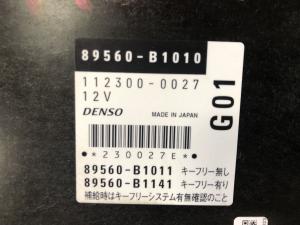 89560-B1010
112300-0027
12V
DENSO MADE IN JAPAN
G01
*230027E*
89560-B1011 キーフリー無し
89560-B1141 キーフリー有り
補給時はキーフリーシステム有無確認のこと